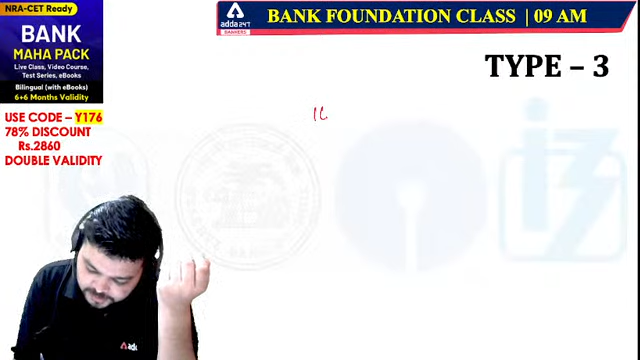 NRA-CET Ready
BANK
MAHA PACK
Live Class, Video Course,
Test Series, eBooks
Bilingual (with eBooks)
6+6 Months Validity
USE CODE – Y176
78% DISCOUNT
Rs.2860
DOUBLE VALIDITY
adda247
BANKERS
BANK FOUNDATION CLASS | 09 AM
TYPE – 3